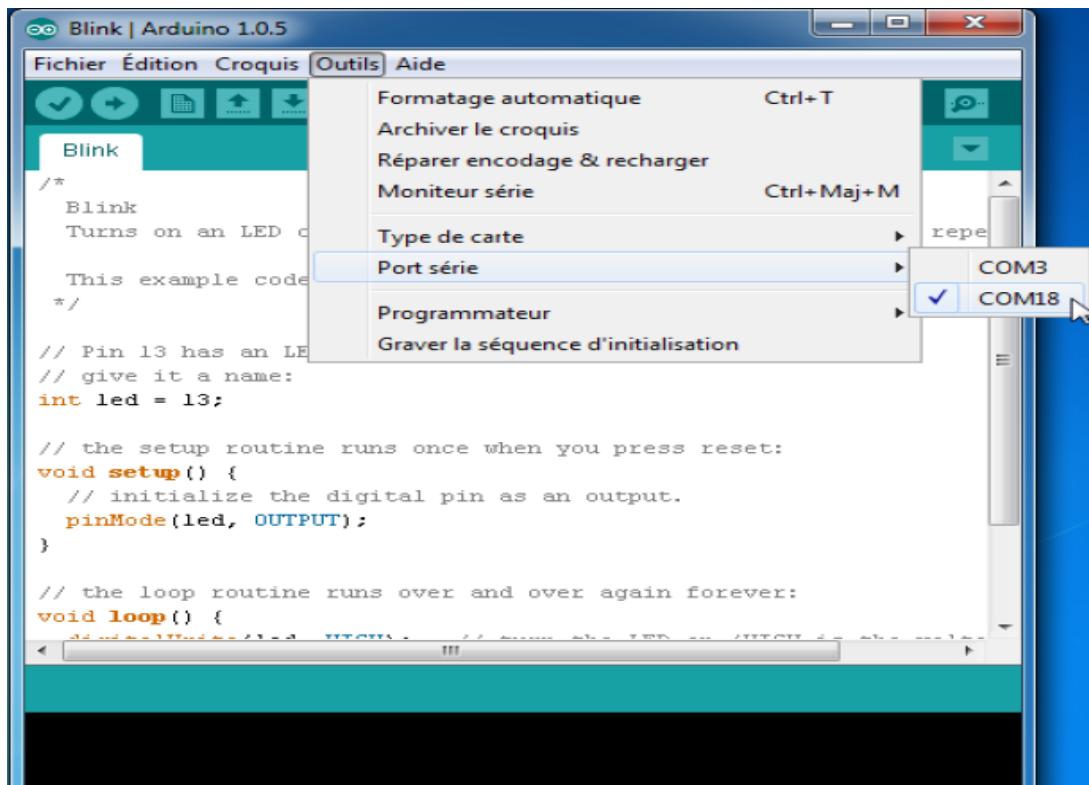 Blink | Arduino 1.0.5
Fichier Édition Croquis Outils Aide
Formatage automatique Ctrl+T
Archiver le croquis
Réparer encodage & recharger
Moniteur série Ctrl+Maj+M
Type de carte
Port série
COM3
COM18
Programmateur
Graver la séquence d'initialisation
Blink
/*
Blink
Turns on an LED repe
This example code
*/
// Pin 13 has an
// give it a name:
int led = 13;
// the setup routine runs once when you press reset:
void setup() {
// initialize the digital pin as an output.
pinMode(led, OUTPUT);
}
// the loop routine runs over and over again forever:
void loop() {